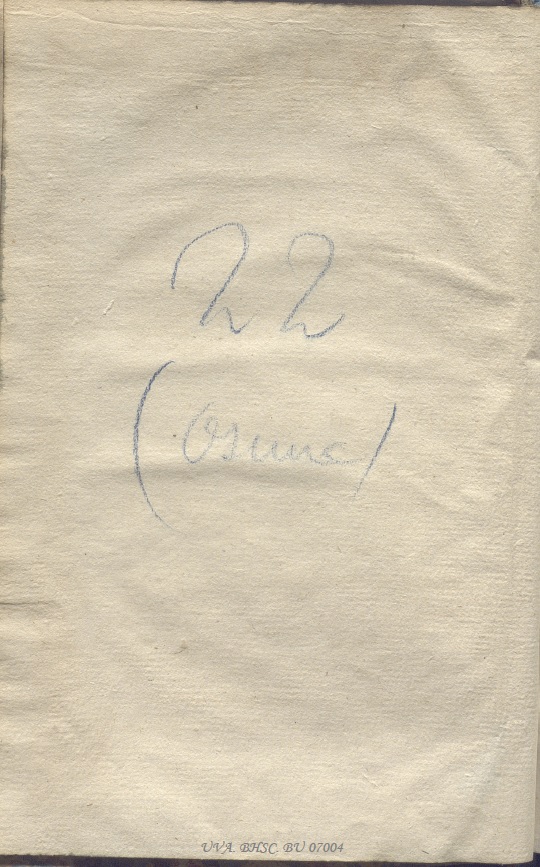 22
(Osuna)
UVA. BHSC. BU 07004